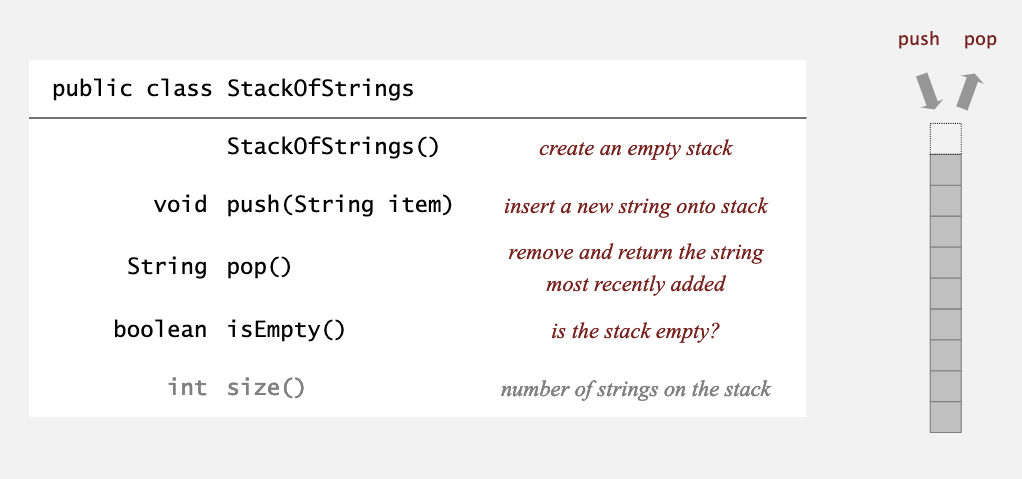 push pop
public class StackOfStrings
StackOfStrings() create an empty stack
void push(String item) insert a new string onto stack
String pop() remove and return the string
most recently added
boolean isEmpty() is the stack empty?
int size() number of strings on the stack